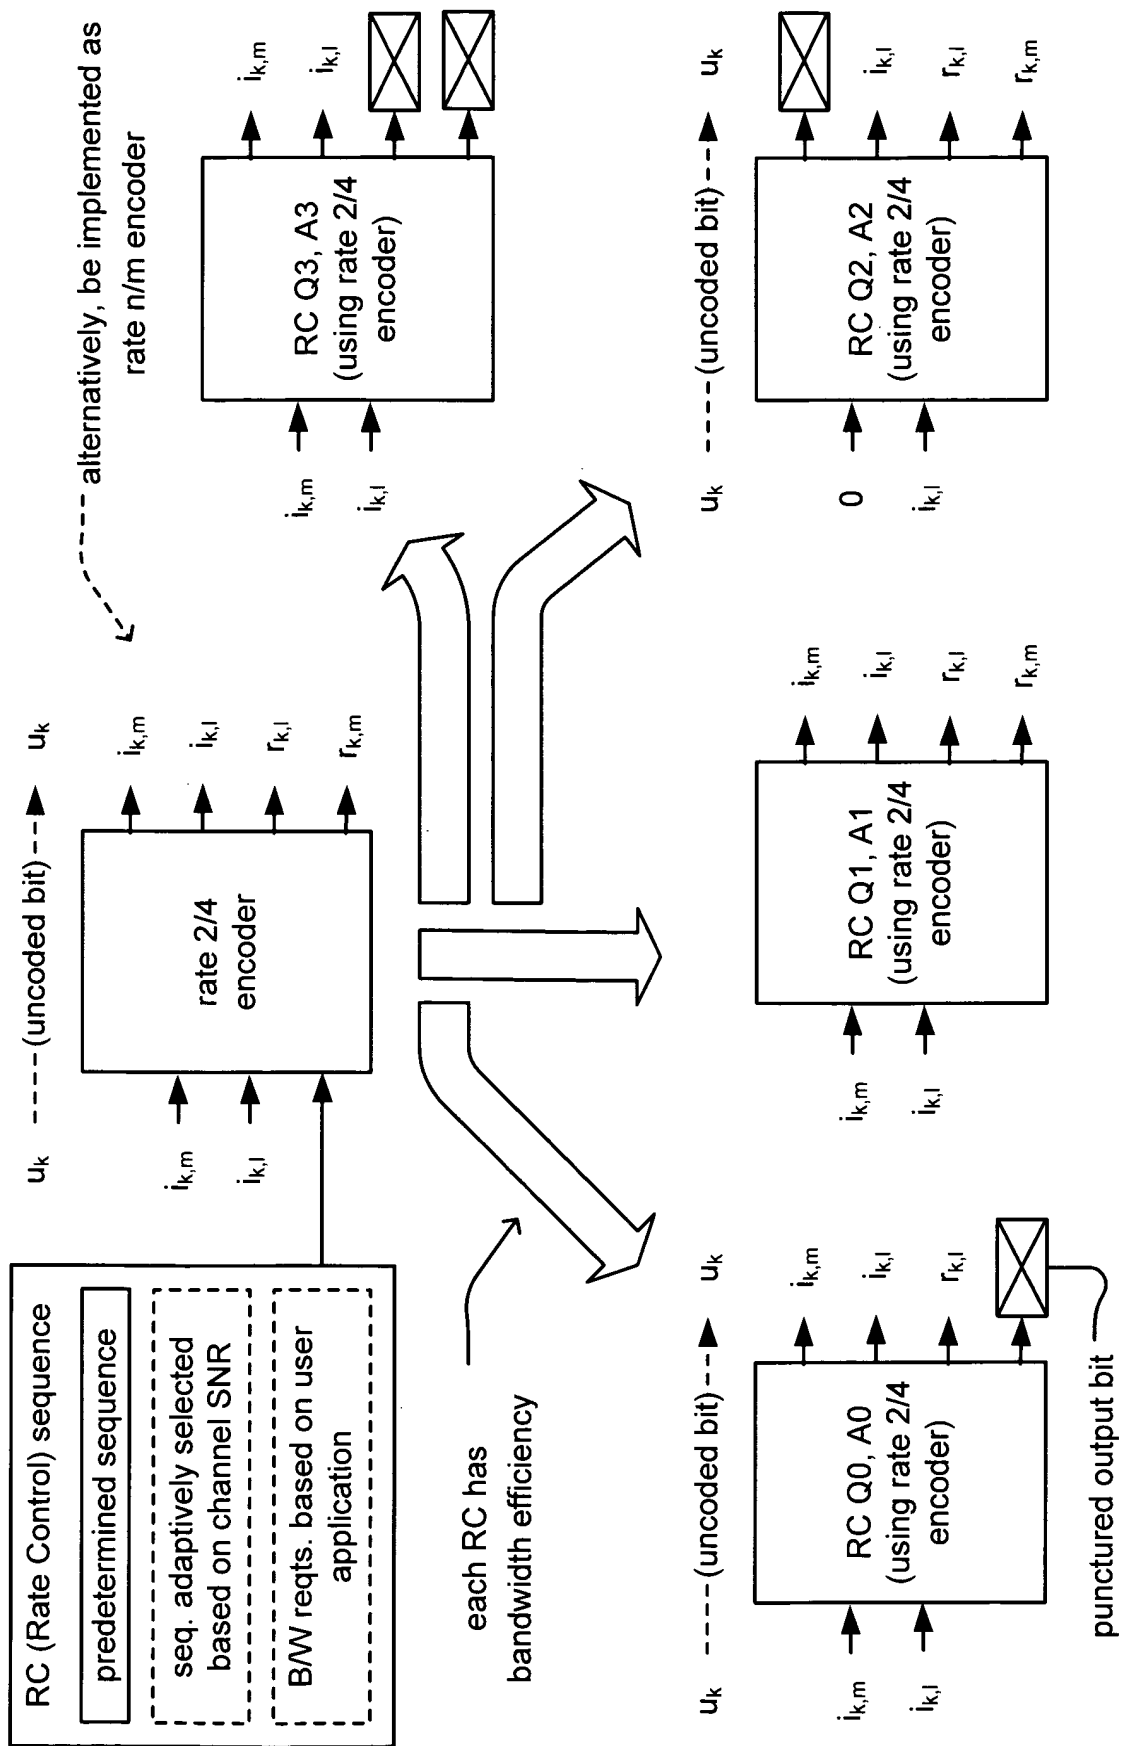 RC (Rate Control) sequence
predetermined sequence
seq. adaptively selected
based on channel SNR
B/W reqts. based on user
application
u_k -----(uncoded bit)----- u_k
i_k,m
i_k,l
rate 2/4
encoder
i_k,m
i_k,l
r_k,l
r_k,m
alternatively, be implemented as
rate n/m encoder
each RC has
bandwidth efficiency
i_k,m
i_k,l
RC Q3, A3
(using rate 2/4
encoder)
i_k,m
i_k,l
u_k -----(uncoded bit)----- u_k
i_k,m
i_k,l
RC Q0, A0
(using rate 2/4
encoder)
i_k,m
i_k,l
r_k,l
punctured output bit
i_k,m
i_k,l
RC Q1, A1
(using rate 2/4
encoder)
i_k,m
i_k,l
r_k,l
r_k,m
u_k -----(uncoded bit)----- u_k
0
i_k,l
RC Q2, A2
(using rate 2/4
encoder)
i_k,l
r_k,l
r_k,m